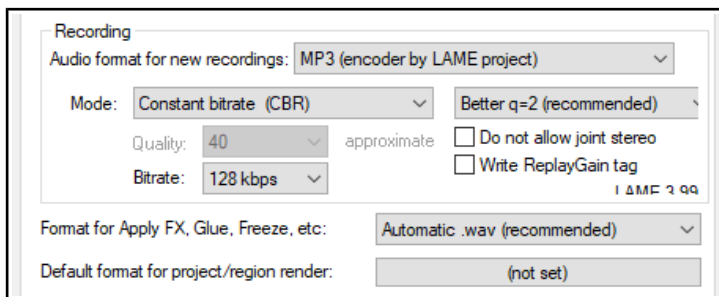 Recording
Audio format for new recordings: MP3 (encoder by LAME project)
Mode: Constant bitrate (CBR) Better q=2 (recommended)
Quality: 40 approximate Do not allow joint stereo
Bitrate: 128 kbps Write ReplayGain tag
LAME 3.99
Format for Apply FX, Glue, Freeze, etc: Automatic .wav (recommended)
Default format for project/region render: (not set)